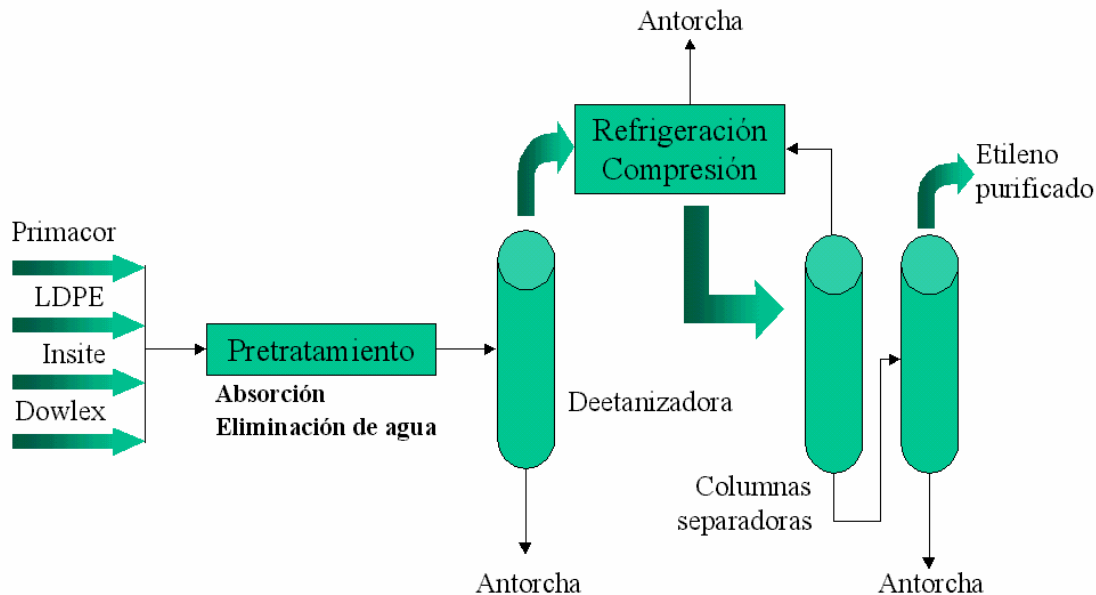 Antorcha
Refrigeración
Compresión
Etileno
purificado
Primacor
LDPE
Insite
Dowlex
Pretratamiento
Absorción
Eliminación de agua
Deetanizadora
Columnas
separadoras
Antorcha
Antorcha